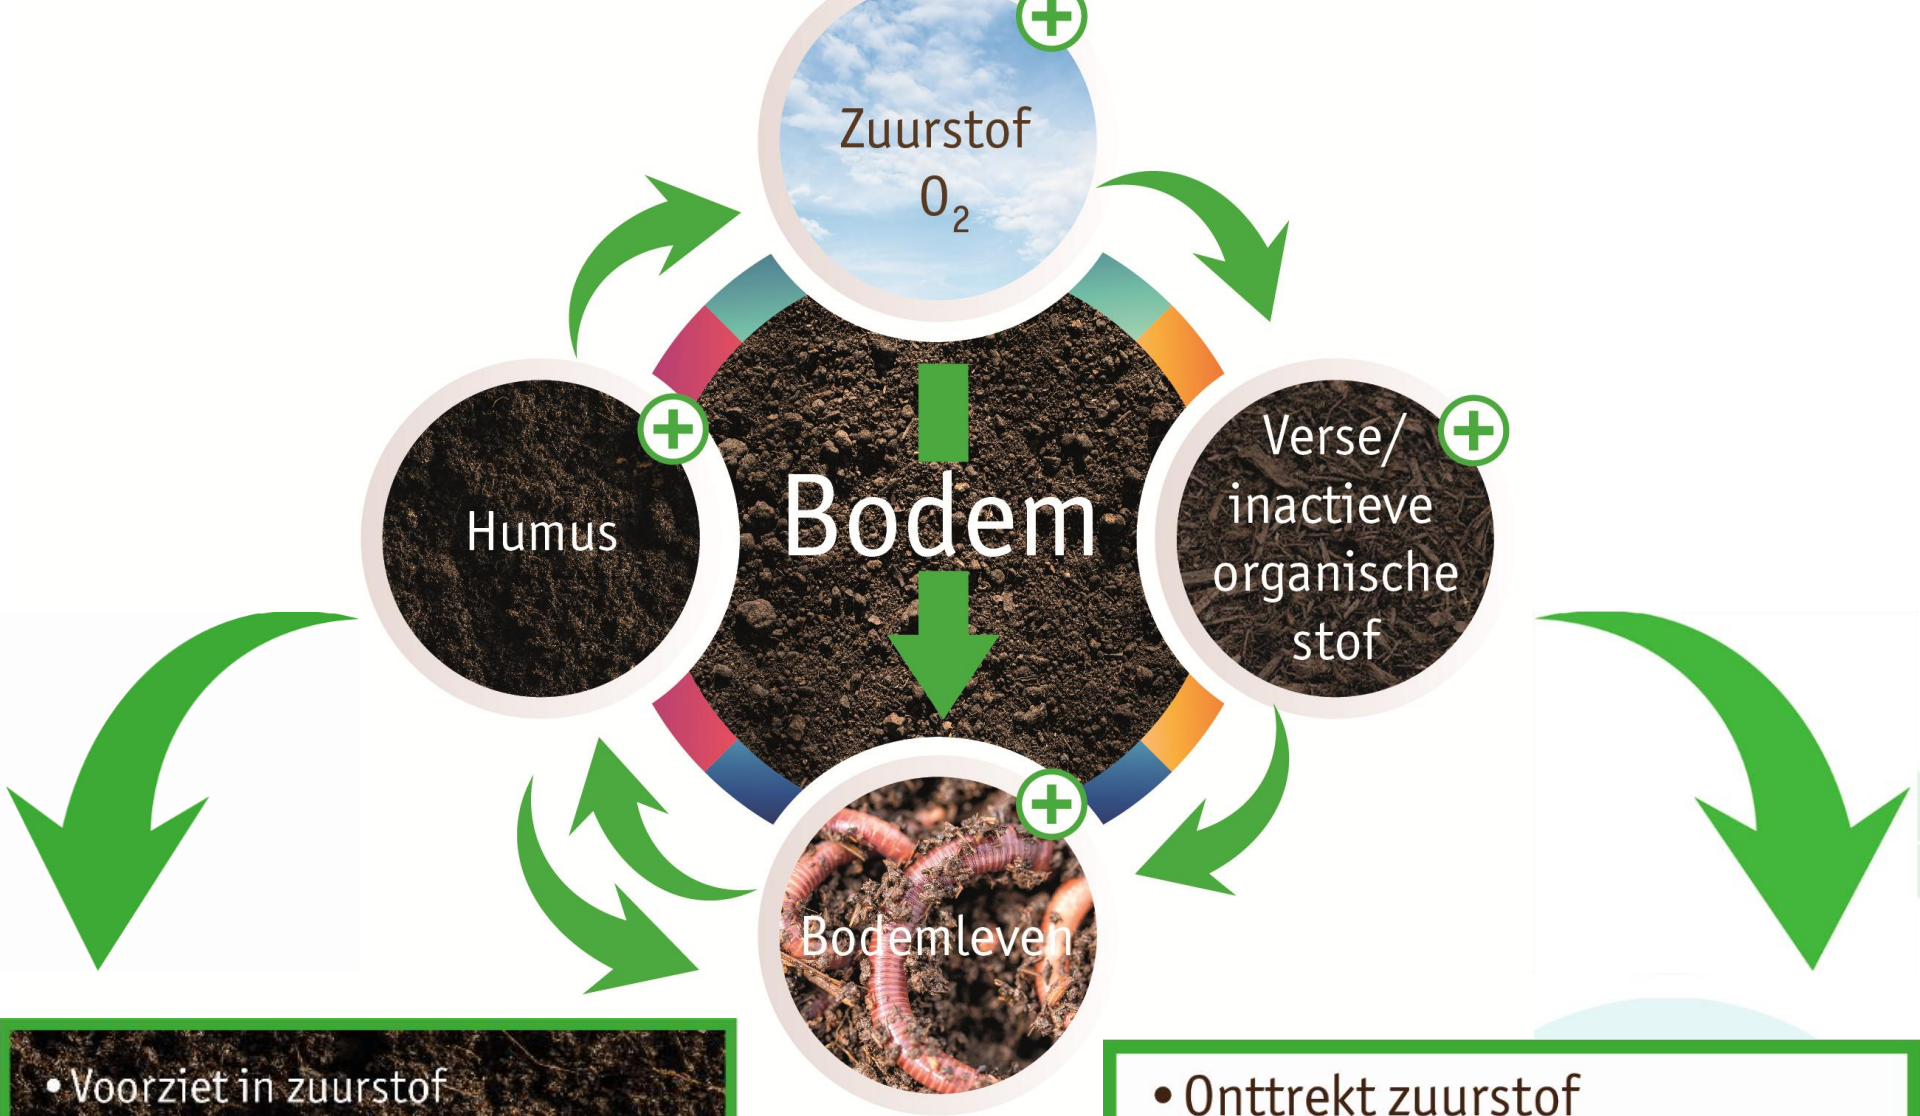 Zuurstof
O₂
Humus
Bodem
Verse/
inactieve
organische
stof
Bodemleven
• Voorziet in zuurstof
• Onttrekt zuurstof